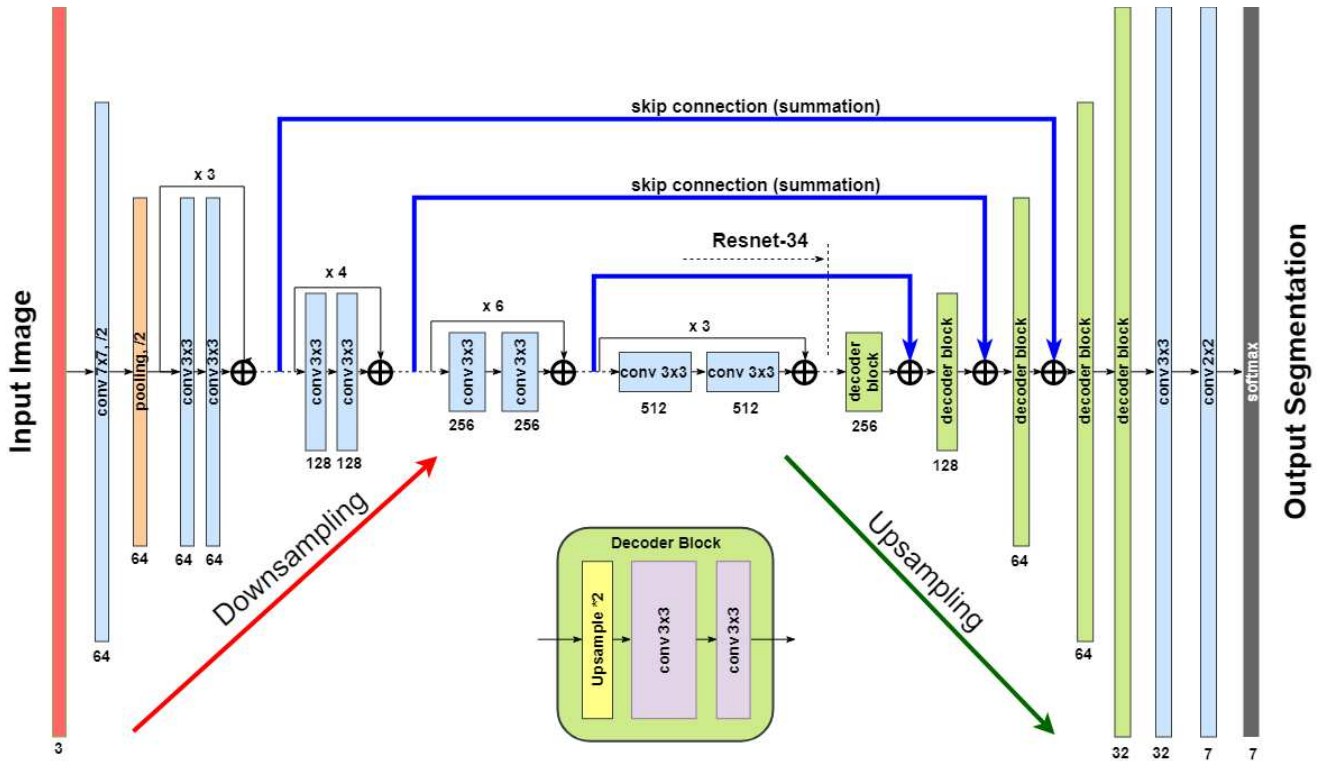 Input Image
3
conv 7x7, /2
64
pooling, /2
64
x 3
conv 3x3
64
conv 3x3
64
skip connection (summation)
skip connection (summation)
x 4
conv 3x3
128
conv 3x3
128
x 6
conv 3x3
256
conv 3x3
256
Resnet-34
x 3
conv 3x3
512
conv 3x3
512
decoder
block
256
decoder block
128
decoder block
64
decoder block
64
decoder block
32
conv 3x3
32
conv 2x2
7
softmax
7
Output Segmentation
Downsampling
Upsampling
Decoder Block
Upsample *2
conv 3x3
conv 3x3